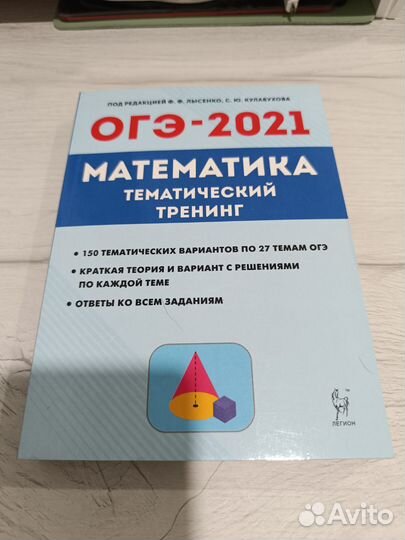 ПОД РЕДАКЦИЕЙ Ф. Ф. ЛЫСЕНКО, С. Ю. КУЛАБУХОВА
ОГЭ-2021
МАТЕМАТИКА
ТЕМАТИЧЕСКИЙ
ТРЕНИНГ
• 150 ТЕМАТИЧЕСКИХ ВАРИАНТОВ ПО 27 ТЕМАМ ОГЭ
• КРАТКАЯ ТЕОРИЯ И ВАРИАНТ С РЕШЕНИЯМИ
ПО КАЖДОЙ ТЕМЕ
• ОТВЕТЫ КО ВСЕМ ЗАДАНИЯМ
TM
ЛЕГИОН
Avito